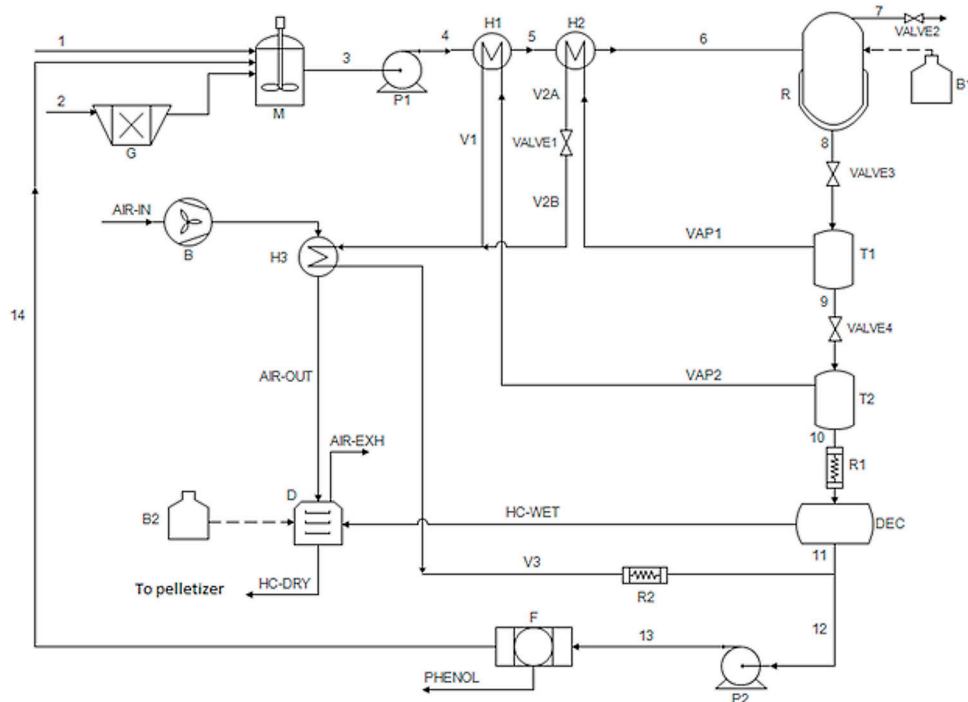 7
VALVE2
1
4
H1
5
H2
6
3
P1
M
V2A
R
B1
2
G
V1
VALVE1
8
VALVE3
V2B
AIR-IN
B
H3
VAP1
T1
9
14
VALVE4
AIR-OUT
VAP2
T2
10
AIR-EXH
R1
D
B2
HC-WET
DEC
11
V3
To pelletizer
HC-DRY
R2
F
13
12
PHENOL
P2